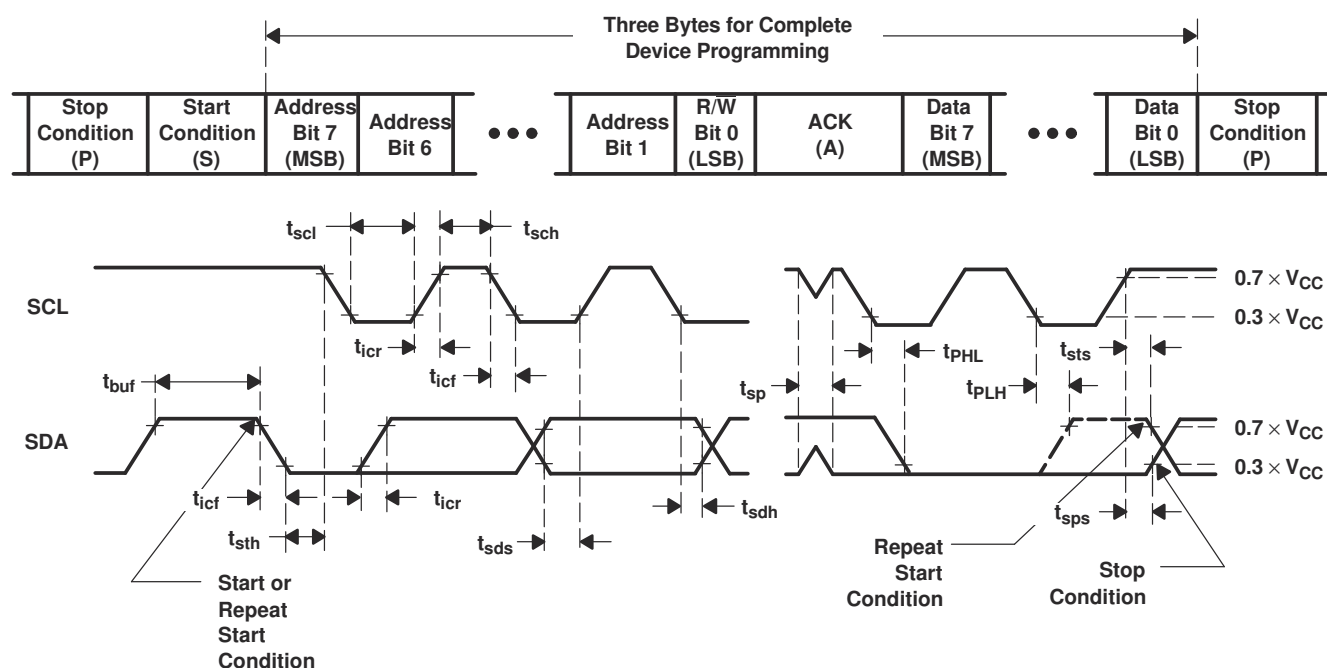 Three Bytes for Complete
Device Programming
Stop
Condition
(P)
Start
Condition
(S)
Address
Bit 7
(MSB)
Address
Bit 6
•••
Address
Bit 1
R/W̅
Bit 0
(LSB)
ACK
(A)
Data
Bit 7
(MSB)
•••
Data
Bit 0
(LSB)
Stop
Condition
(P)
tscl
tsch
SCL
0.7 × VCC
0.3 × VCC
ticr
ticf
tPHL
tsts
tbuf
tsp
tPLH
SDA
0.7 × VCC
0.3 × VCC
ticf
ticr
tsth
tsds
tsdh
tsps
Start or
Repeat
Start
Condition
Repeat
Start
Condition
Stop
Condition